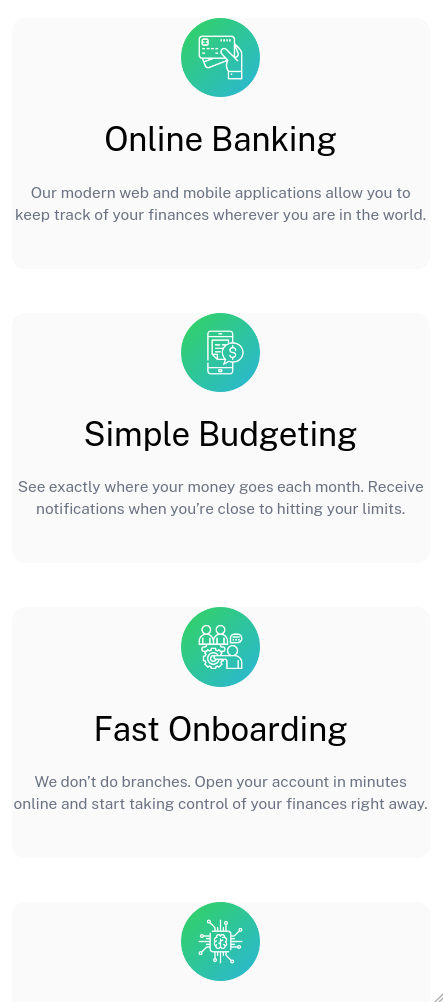 Online Banking
Our modern web and mobile applications allow you to
keep track of your finances wherever you are in the world.
Simple Budgeting
See exactly where your money goes each month. Receive
notifications when you’re close to hitting your limits.
Fast Onboarding
We don’t do branches. Open your account in minutes
online and start taking control of your finances right away.